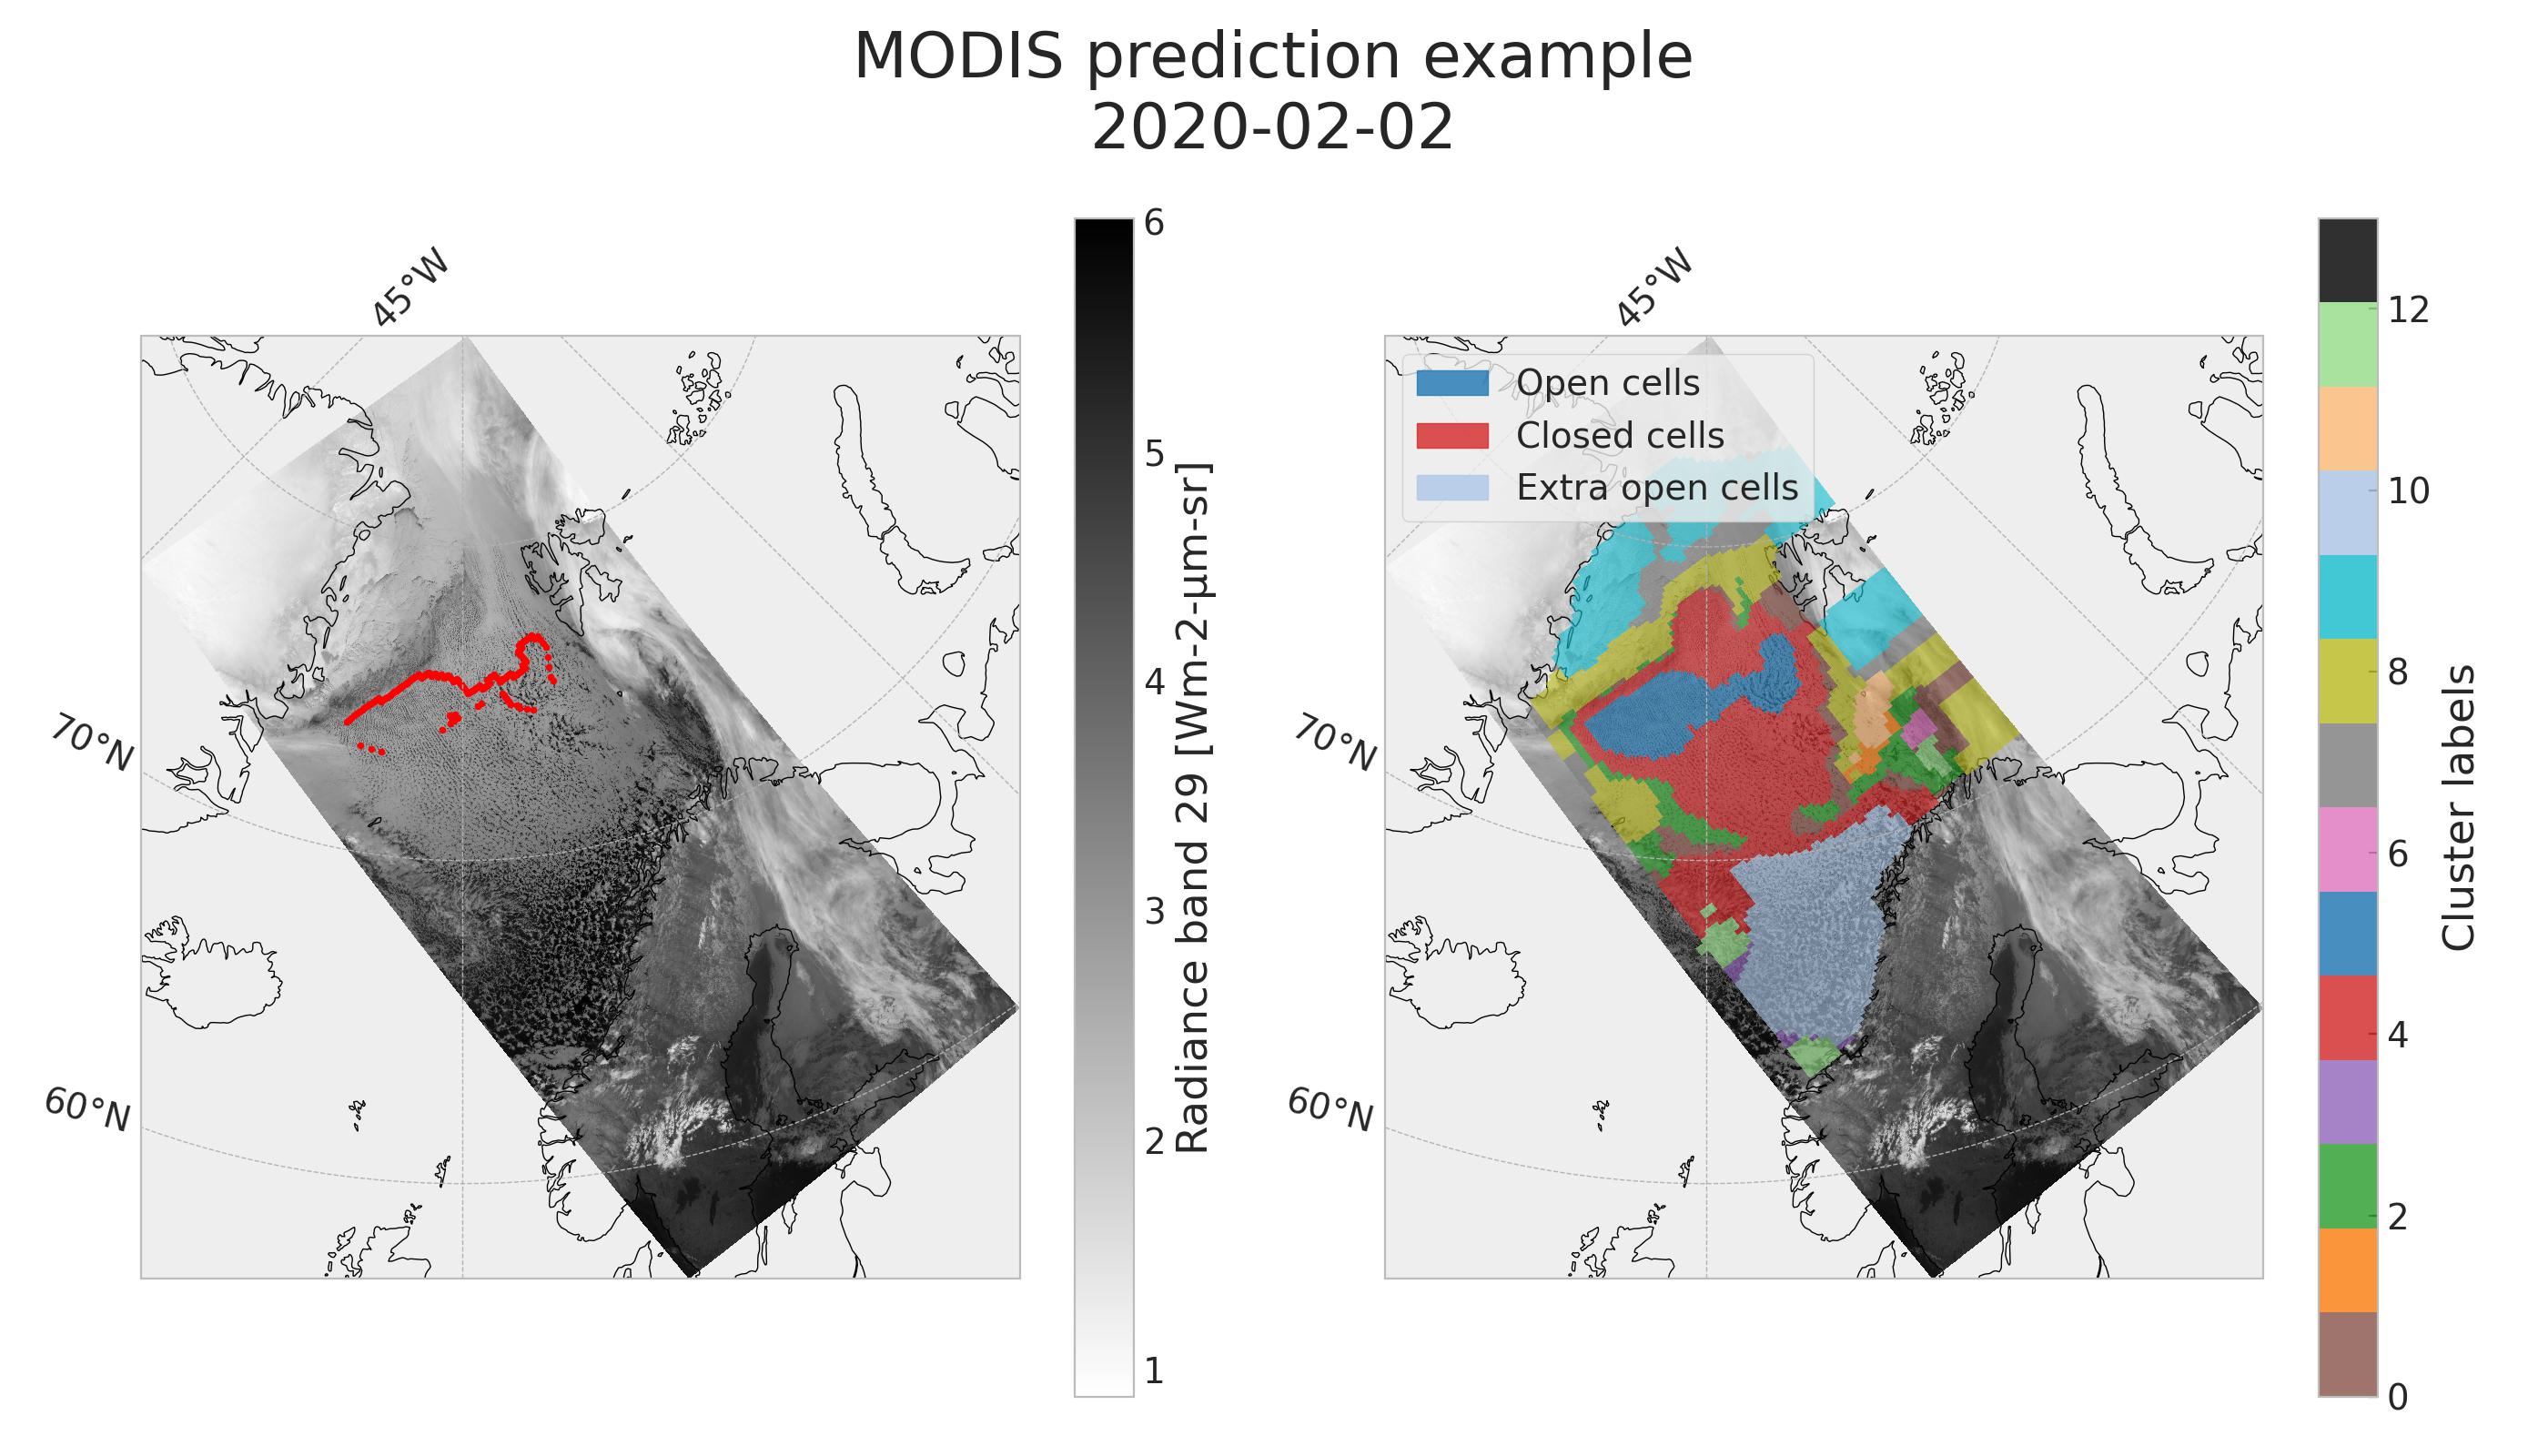 MODIS prediction example
2020-02-02
45°W
70°N
60°N
6
5
4
3
2
1
Radiance band 29 [Wm-2-µm-sr]
45°W
Open cells
Closed cells
Extra open cells
70°N
60°N
12
10
8
6
4
2
0
Cluster labels